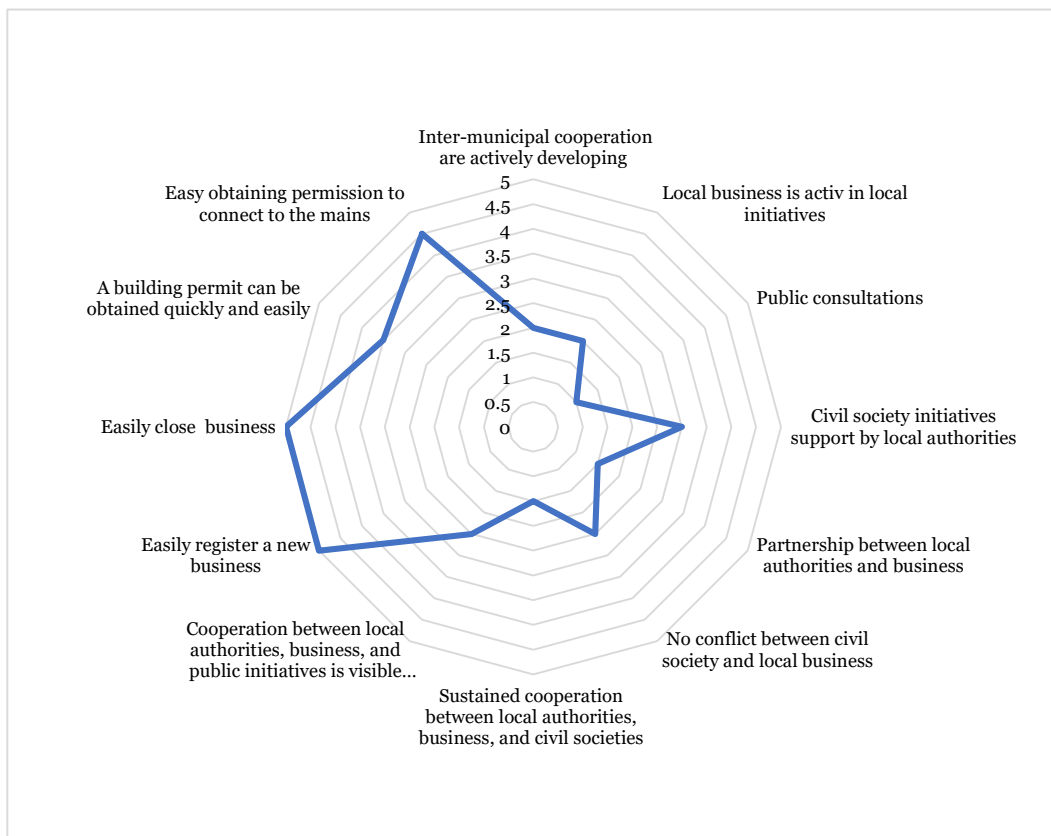 Inter-municipal cooperation
are actively developing
Local business is activ in local
initiatives
Public consultations
Civil society initiatives
support by local authorities
Partnership between local
authorities and business
No conflict between civil
society and local business
Sustained cooperation
between local authorities,
business, and civil societies
Cooperation between local
authorities, business, and
public initiatives is visible...
Easily register a new
business
Easily close  business
A building permit can be
obtained quickly and easily
Easy obtaining permission to
connect to the mains
5
4.5
4
3.5
3
2.5
2
1.5
1
0.5
0